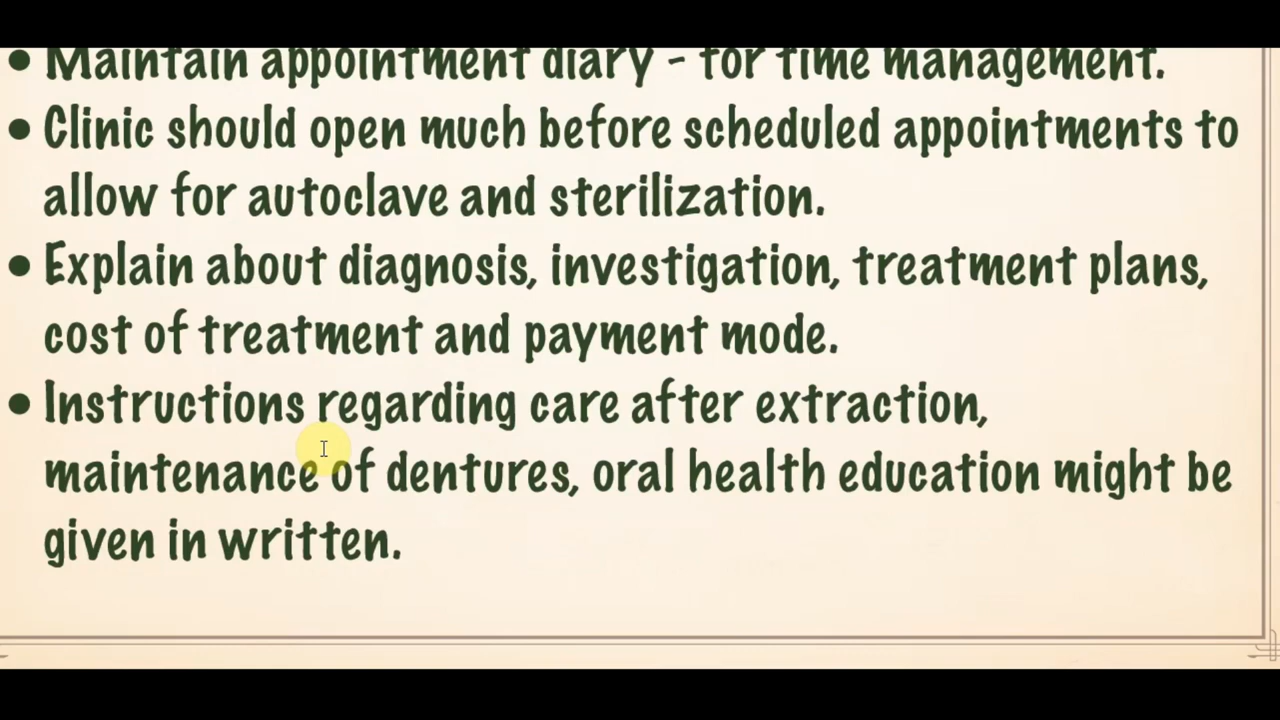 • Maintain appointment diary - for time management.
• Clinic should open much before scheduled appointments to
allow for autoclave and sterilization.
• Explain about diagnosis, investigation, treatment plans,
cost of treatment and payment mode.
• Instructions regarding care after extraction,
maintenance of dentures, oral health education might be
given in written.